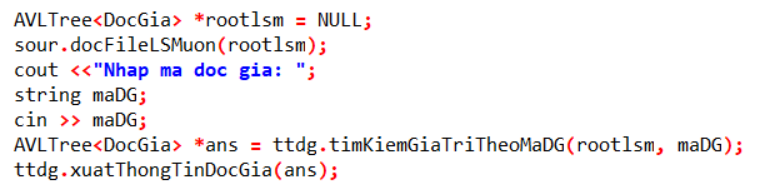 AVLTree<DocGia> *rootlsm = NULL;
sour.docFileLSMuon(rootlsm);
cout <<"Nhap ma doc gia: ";
string maDG;
cin >> maDG;
AVLTree<DocGia> *ans = ttdg.timKiemGiaTriTheoMaDG(rootlsm, maDG);
ttdg.xuatThongTinDocGia(ans);